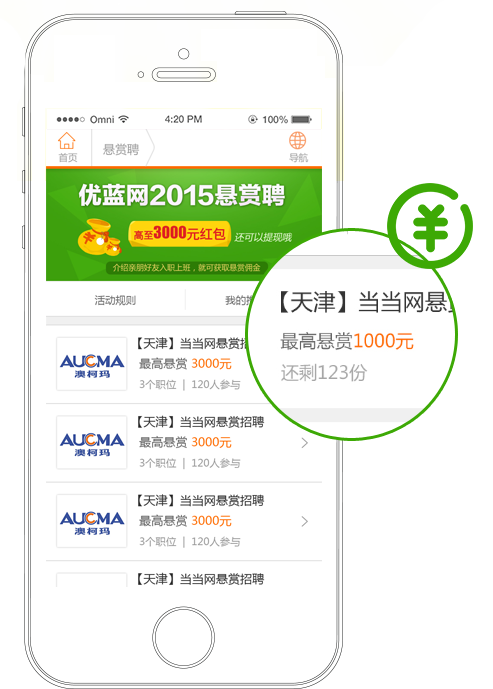 Omni 4:20 PM 100%
首页 悬赏聘 导航
优蓝网2015悬赏聘
高至3000元红包 还可以提现哦
介绍亲朋好友入职上班，就可获取悬赏佣金
活动规则 我的
¥
【天津】当当网悬
最高悬赏1000元
还剩123份
AUCMA
澳柯玛
【天津】当当网悬赏
最高悬赏 3000元
3个职位 | 120人参与
AUCMA
澳柯玛
【天津】当当网悬赏招聘
最高悬赏 3000元
3个职位 | 120人参与
AUCMA
澳柯玛
【天津】当当网悬赏招聘
最高悬赏 3000元
3个职位 | 120人参与
【天津】当当网悬赏招聘